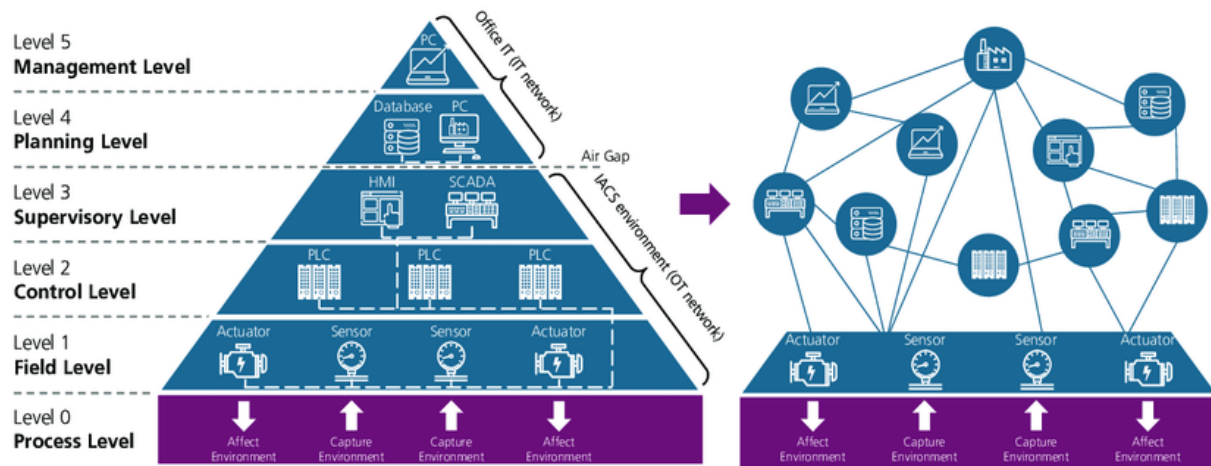 Level 5
Management Level
Level 4
Planning Level
Level 3
Supervisory Level
Level 2
Control Level
Level 1
Field Level
Level 0
Process Level
PC
Database PC
HMI SCADA
PLC PLC PLC
Actuator Sensor Sensor Actuator
Affect Capture Capture Affect
Environment Environment Environment Environment
Office IT (IT network)
Air Gap
IACS environment (OT network)
Actuator Sensor Sensor Actuator
Affect Capture Capture Affect
Environment Environment Environment Environment